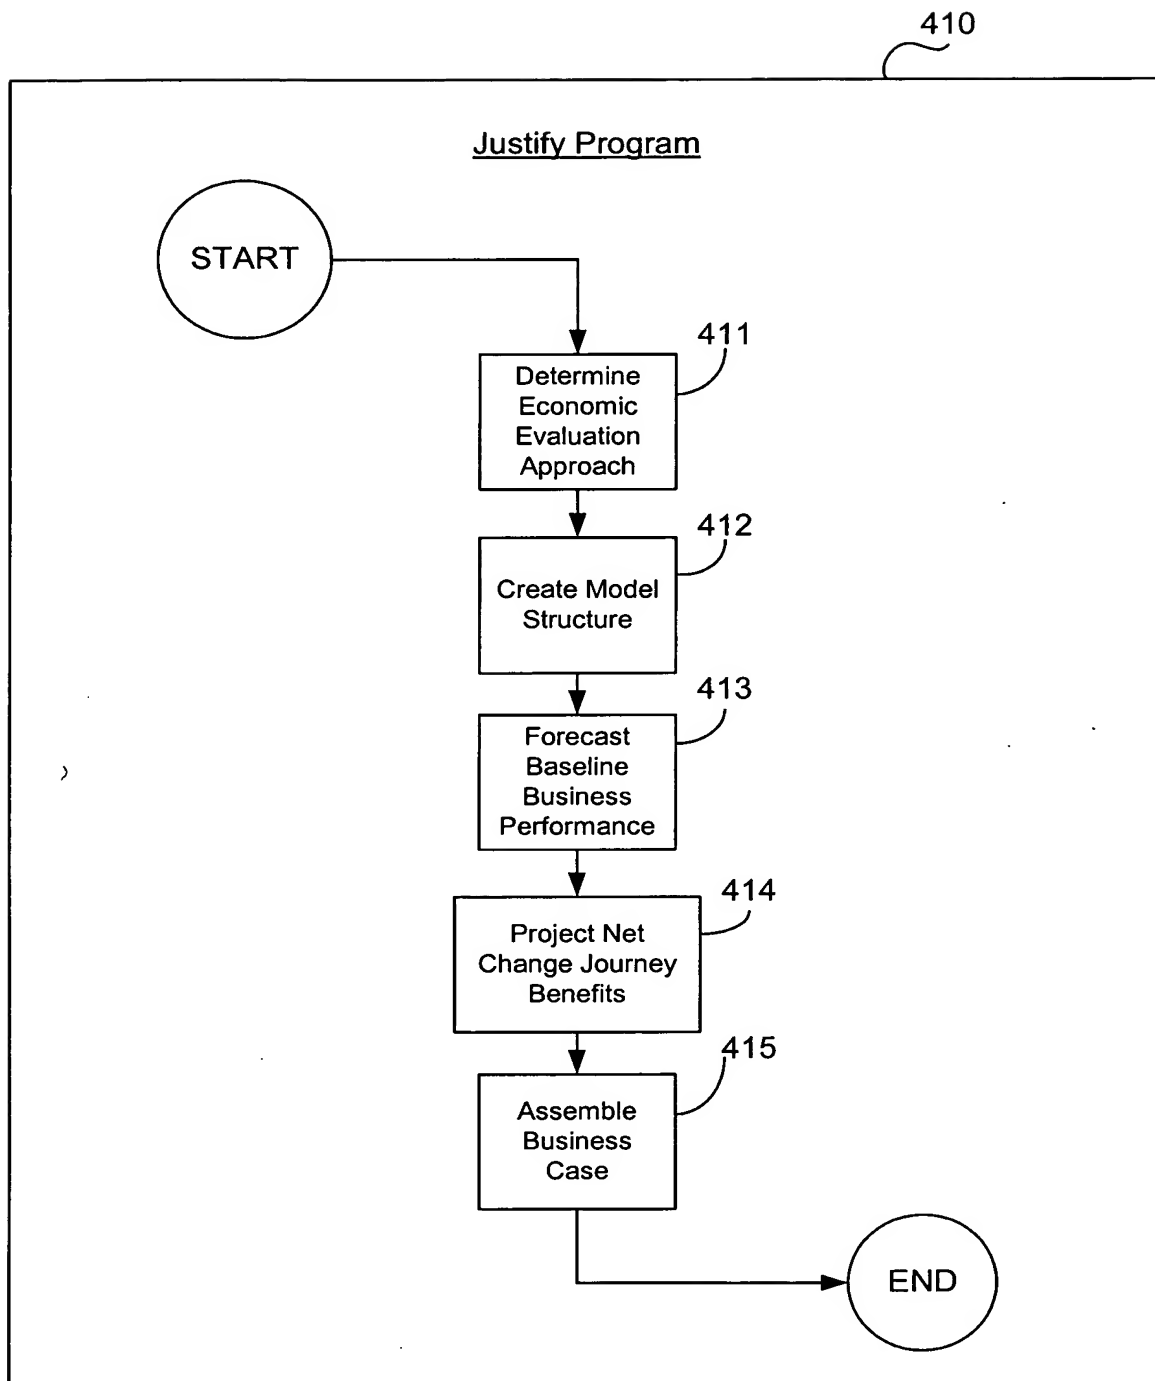 410
Justify Program
START
411
Determine
Economic
Evaluation
Approach
412
Create Model
Structure
413
Forecast
Baseline
Business
Performance
414
Project Net
Change Journey
Benefits
415
Assemble
Business
Case
END